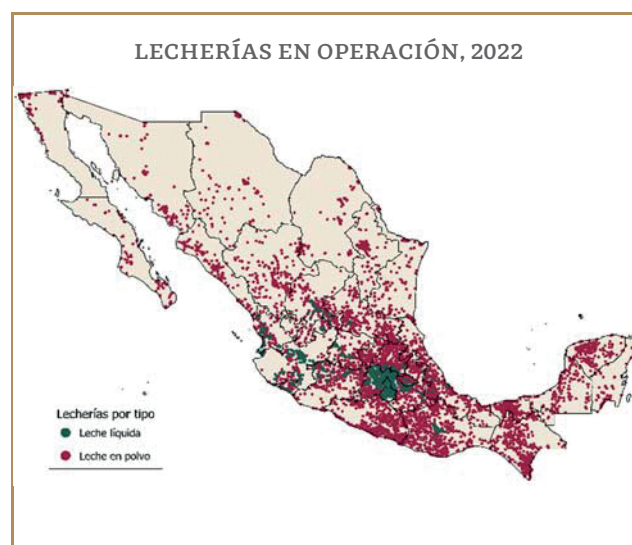 LECHERÍAS EN OPERACIÓN, 2022
Lecherías por tipo
Leche líquida
Leche en polvo